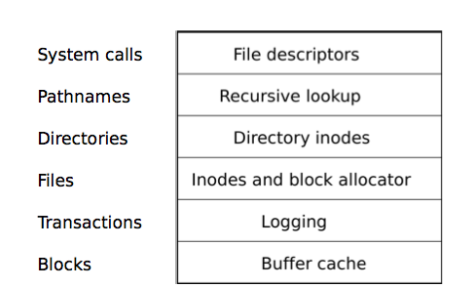 System calls File descriptors
Pathnames Recursive lookup
Directories Directory inodes
Files Inodes and block allocator
Transactions Logging
Blocks Buffer cache